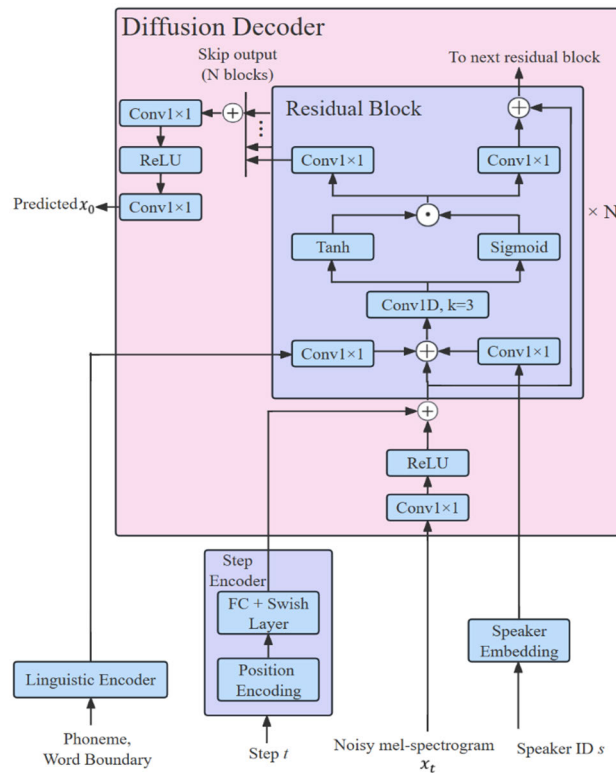 Diffusion Decoder
Skip output
(N blocks)
To next residual block
Conv1×1
Residual Block
ReLU
Conv1×1
Conv1×1
Predicted x₀
Conv1×1
× N
Tanh
Sigmoid
Conv1D, k=3
Conv1×1
Conv1×1
ReLU
Conv1×1
Step
Encoder
FC + Swish
Layer
Speaker
Embedding
Linguistic Encoder
Position
Encoding
Phoneme,
Word Boundary
Step t
Noisy mel-spectrogram
xₜ
Speaker ID s